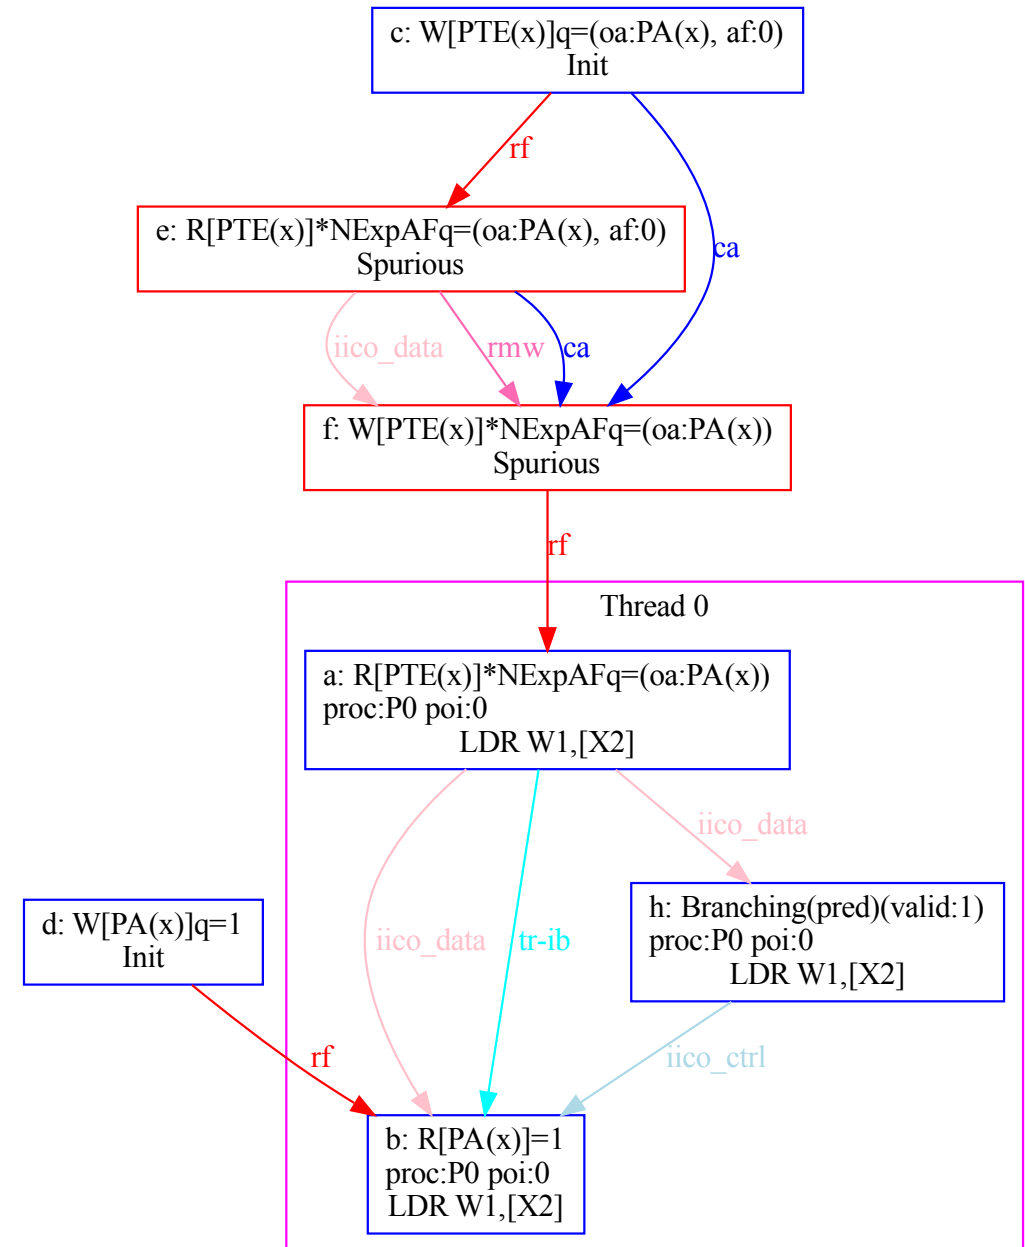 c: W[PTE(x)]q=(oa:PA(x), af:0)
Init
rf
ca
e: R[PTE(x)]*NExpAFq=(oa:PA(x), af:0)
Spurious
iico_data
rmw
ca
f: W[PTE(x)]*NExpAFq=(oa:PA(x))
Spurious
rf
Thread 0
a: R[PTE(x)]*NExpAFq=(oa:PA(x))
proc:P0 poi:0
LDR W1,[X2]
iico_data
h: Branching(pred)(valid:1)
proc:P0 poi:0
LDR W1,[X2]
d: W[PA(x)]q=1
Init
iico_data
tr-ib
rf
iico_ctrl
b: R[PA(x)]=1
proc:P0 poi:0
LDR W1,[X2]